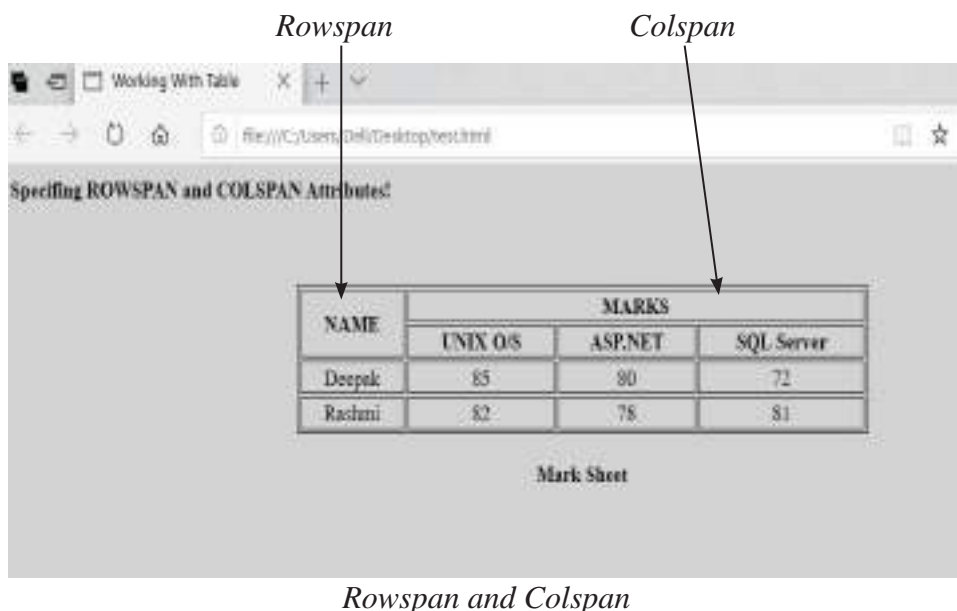 Rowspan Colspan
Working With Table
file:///C:/Users/Dell/Desktop/test.html
Specifing ROWSPAN and COLSPAN Attributes!
NAME MARKS
UNIX O/S ASP.NET SQL Server
Deepak 85 80 72
Rashmi 82 78 81
Mark Sheet
Rowspan and Colspan